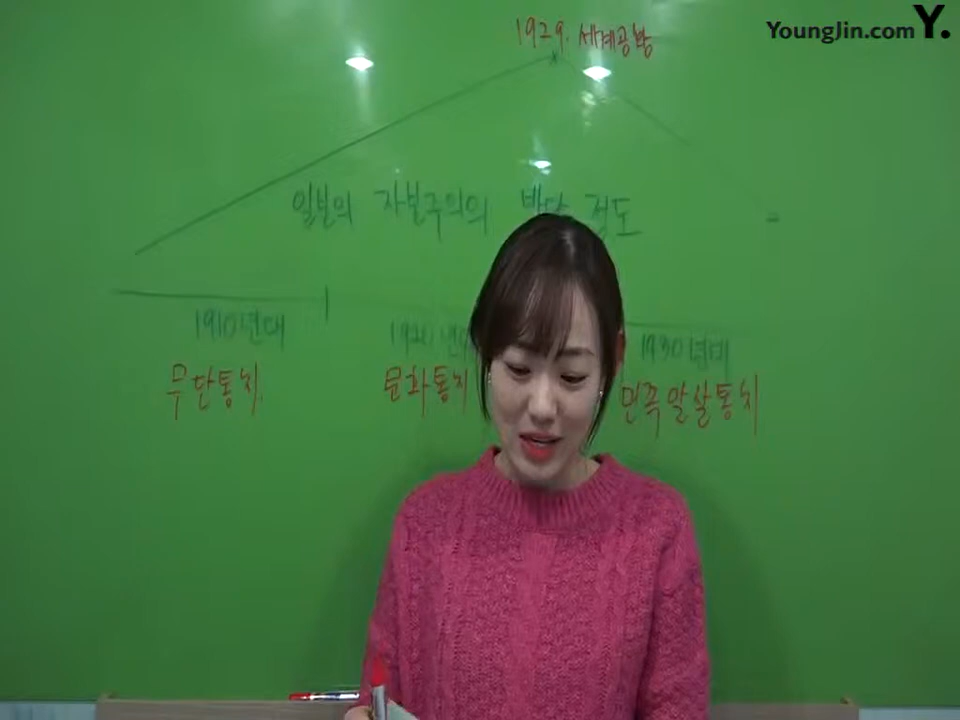 YoungJin.com Y.
1929. 세계공황
일본의 자본주의의 발달 정도
1910년대 1920년대 1930년대
무단통치 문화통치 민족말살통치